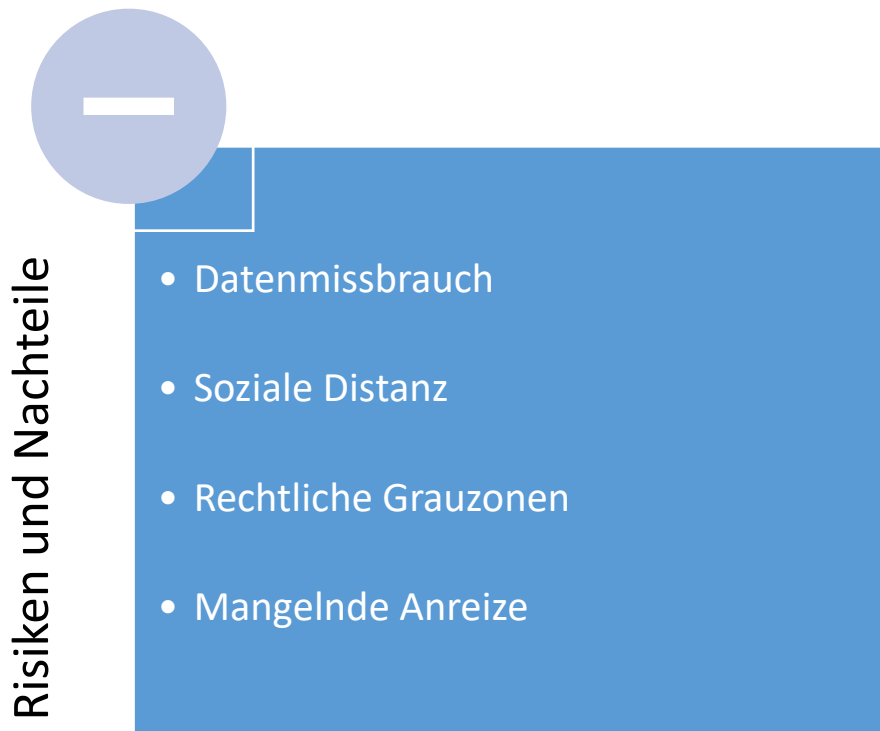 Risiken und Nachteile
• Datenmissbrauch
• Soziale Distanz
• Rechtliche Grauzonen
• Mangelnde Anreize